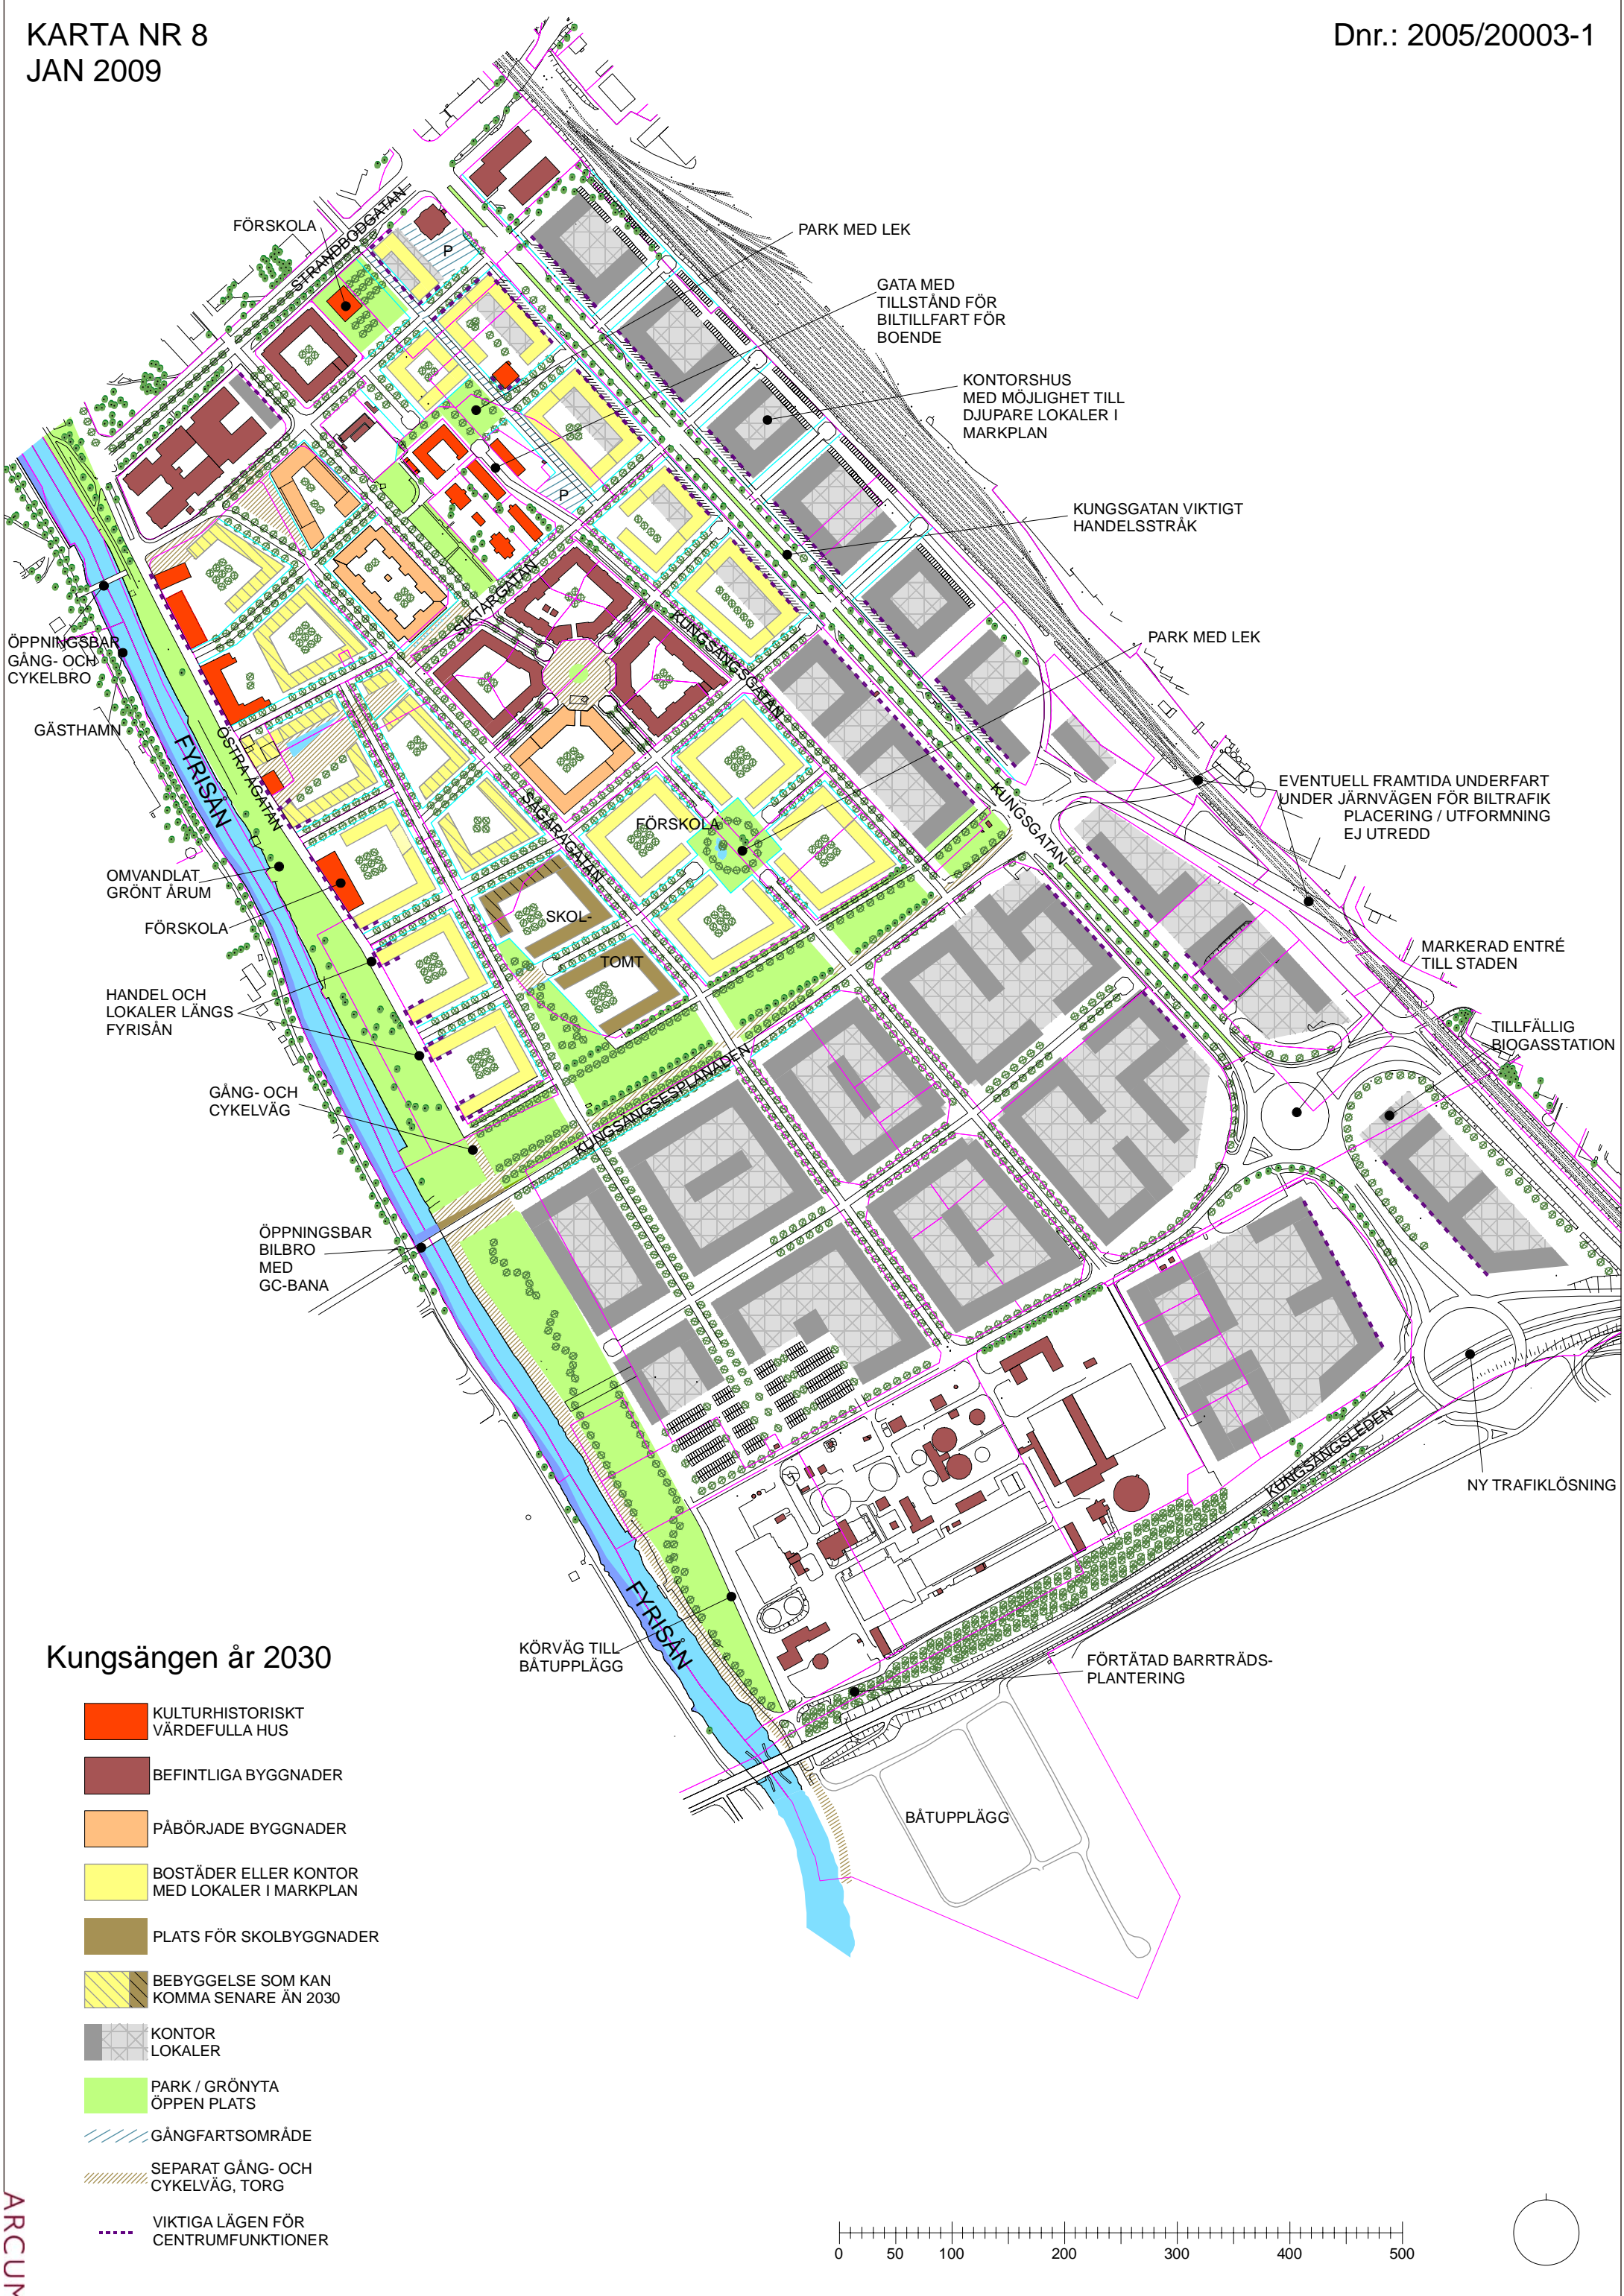 KARTA NR 8
JAN 2009
Dnr.: 2005/20003-1
FÖRSKOLA
STRANDBODGATAN
P
PARK MED LEK
GATA MED
TILLSTÅND FÖR
BILTILLFART FÖR
BOENDE
KONTORSHUS
MED MÖJLIGHET TILL
DJUPARE LOKALER I
MARKPLAN
P
KUNGSGATAN VIKTIGT
HANDELSSTRÅK
SIKTARGATAN
KUNGSÄNGSGATAN
PARK MED LEK
ÖPPNINGSBAR
GÅNG- OCH
CYKELBRO
GÄSTHAMN
FYRISÅN
ÖSTRA ÅGATAN
SÅGARAGATAN
FÖRSKOLA
KUNGSGATAN
EVENTUELL FRAMTIDA UNDERFART
UNDER JÄRNVÄGEN FÖR BILTRAFIK
PLACERING / UTFORMNING
EJ UTREDD
OMVANDLAT
GRÖNT ÅRUM
FÖRSKOLA
SKOL-
TOMT
MARKERAD ENTRÉ
TILL STADEN
HANDEL OCH
LOKALER LÄNGS
FYRISÅN
TILLFÄLLIG
BIOGASSTATION
GÅNG- OCH
CYKELVÄG
KUNGSÄNGSESPLANADEN
ÖPPNINGSBAR
BILBRO
MED
GC-BANA
KUNGSÄNGSLEDEN
NY TRAFIKLÖSNING
FYRISÅN
KÖRVÄG TILL
BÅTUPPLÄGG
FÖRTÄTAD BARRTRÄDS-
PLANTERING
BÅTUPPLÄGG
Kungsängen år 2030
KULTURHISTORISKT
VÄRDEFULLA HUS
BEFINTLIGA BYGGNADER
PÅBÖRJADE BYGGNADER
BOSTÄDER ELLER KONTOR
MED LOKALER I MARKPLAN
PLATS FÖR SKOLBYGGNADER
BEBYGGELSE SOM KAN
KOMMA SENARE ÄN 2030
KONTOR
LOKALER
PARK / GRÖNYTA
ÖPPEN PLATS
GÅNGFARTSOMRÅDE
SEPARAT GÅNG- OCH
CYKELVÄG, TORG
VIKTIGA LÄGEN FÖR
CENTRUMFUNKTIONER
0 50 100 200 300 400 500
ARCUM